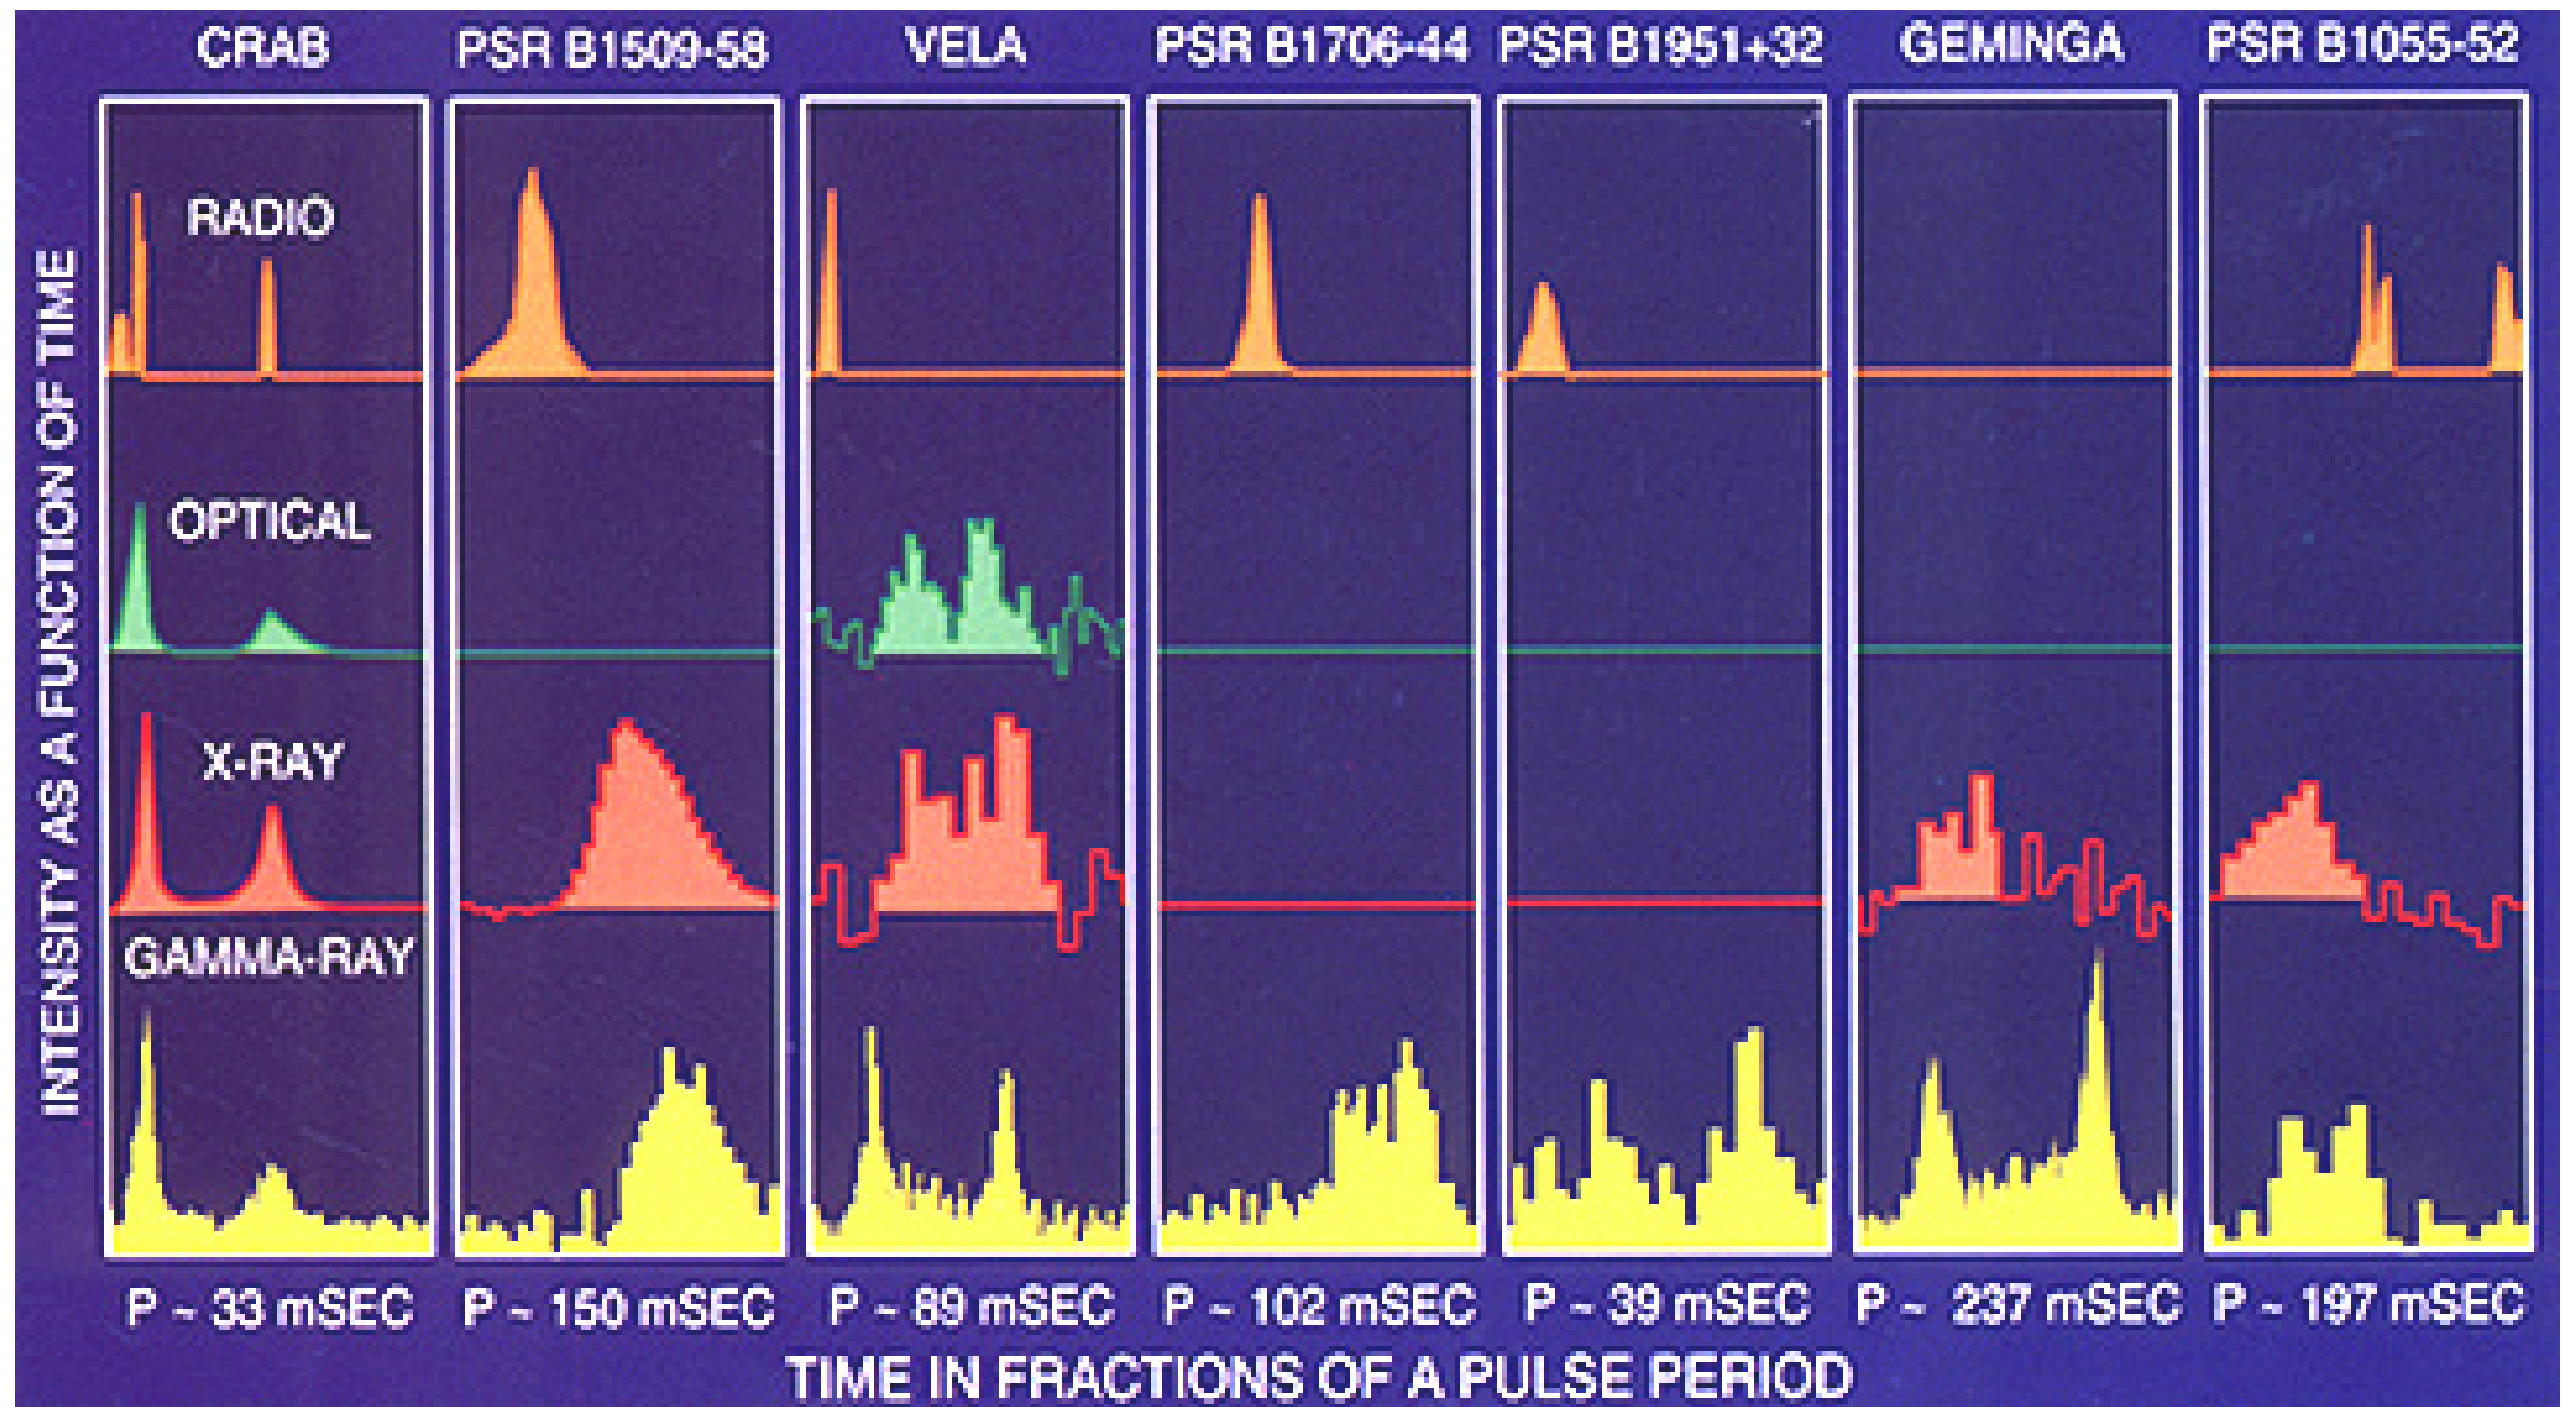 CRAB
PSR B1509-58
VELA
PSR B1706-44
PSR B1951+32
GEMINGA
PSR B1055-52
INTENSITY AS A FUNCTION OF TIME
RADIO
OPTICAL
X-RAY
GAMMA-RAY
P ~ 33 mSEC
P ~ 150 mSEC
P ~ 89 mSEC
P ~ 102 mSEC
P ~ 39 mSEC
P ~ 237 mSEC
P ~ 197 mSEC
TIME IN FRACTIONS OF A PULSE PERIOD